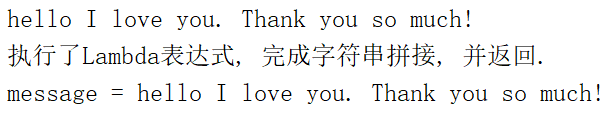 hello I love you. Thank you so much!
执行了Lambda表达式, 完成字符串拼接, 并返回.
message = hello I love you. Thank you so much!